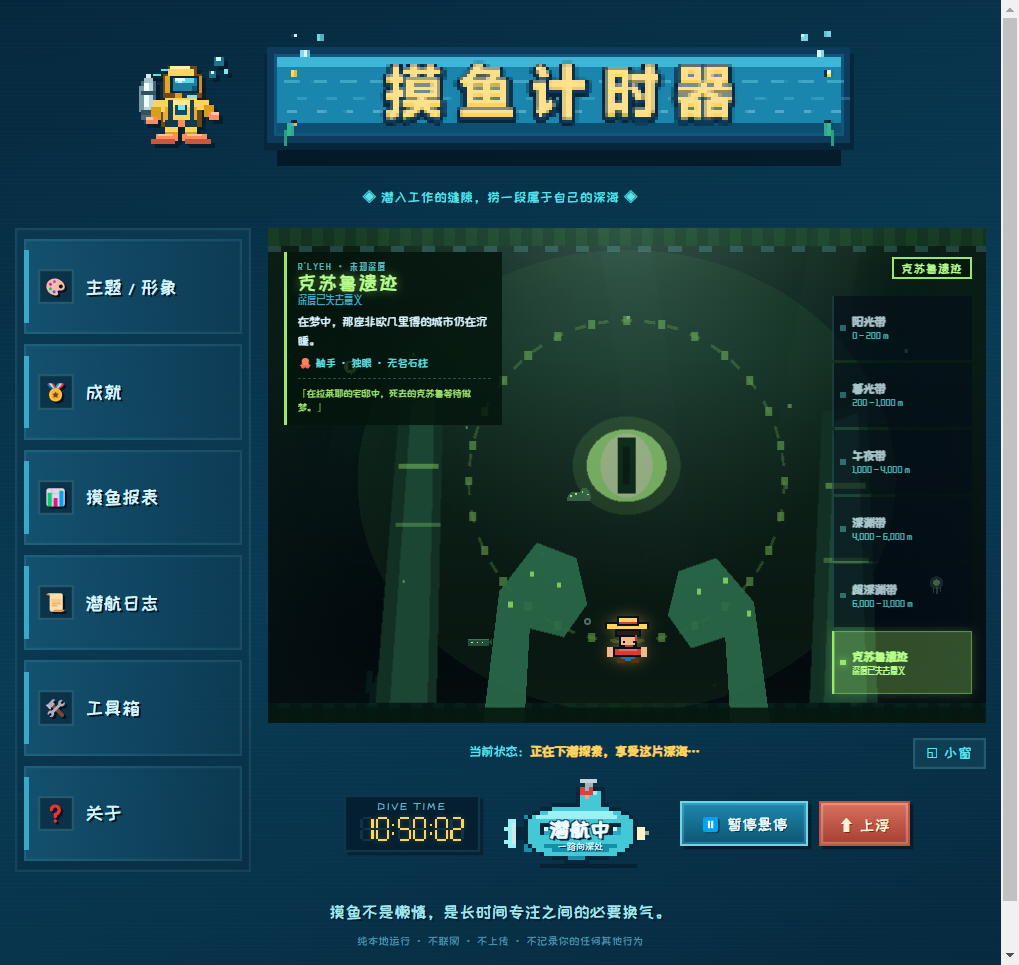 摸鱼计时器
◈ 潜入工作的缝隙，捞一段属于自己的深海 ◈
主题 / 形象
成就
摸鱼报表
潜航日志
工具箱
关于
R'LYEH · 未知深度
克苏鲁遗迹
深度已失去意义
在梦中，那座非欧几里得的城市仍在沉
睡。
触手 · 独眼 · 无名石柱
「在拉莱耶的宅邸中，死去的克苏鲁等待做
梦。」
克苏鲁遗迹
阳光带
0-200 m
暮光带
200-1,000 m
午夜带
1,000-4,000 m
深渊带
4,000-6,000 m
超深渊带
6,000-11,000 m
克苏鲁遗迹
深度已失去意义
当前状态：正在下潜探索，享受这片深海…
◱ 小窗
DIVE TIME
10:50:02
潜航中
一路向深处
暂停悬停
上浮
摸鱼不是懒惰，是长时间专注之间的必要换气。
纯本地运行 · 不联网 · 不上传 · 不记录你的任何其他行为